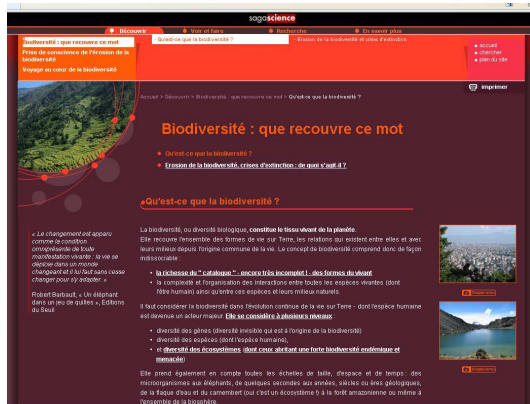 sagascience
Découvrir
Voir et faire
Recherche
En savoir plus
Biodiversité : que recouvre ce mot
Prise de conscience de l'érosion de la
biodiversité
Voyage au cœur de la biodiversité
Qu'est-ce que la biodiversité ?
Erosion de la biodiversité et crises d'extinction
accueil
chercher
plan du site
imprimer
Accueil > Découvrir > Biodiversité : que recouvre ce mot > Qu'est-ce que la biodiversité ?
Biodiversité : que recouvre ce mot
Qu'est-ce que la biodiversité ?
Erosion de la biodiversité, crises d'extinction : de quoi s'agit-il ?
Qu'est-ce que la biodiversité ?
« Le changement est apparu
comme la condition
omniprésente de toute
manifestation vivante : la vie se
déploie dans un monde
changeant et il lui faut sans cesse
changer pour s'y adapter. »
Robert Barbault, « Un éléphant
dans un jeu de quilles », Editions
du Seuil
La biodiversité, ou diversité biologique, constitue le tissu vivant de la planète.
Elle recouvre l'ensemble des formes de vie sur Terre, les relations qui existent entre elles et avec
leurs milieux depuis l'origine commune de la vie. Le concept de biodiversité comprend donc de façon
indissociable :
• la richesse du " catalogue " - encore très incomplet ! - des formes du vivant
• la complexité et l'organisation des interactions entre toutes les espèces vivantes (dont
l'être humain) ainsi qu'entre ces espèces et leurs milieux naturels.
Il faut considérer la biodiversité dans l'évolution continue de la vie sur Terre - dont l'espèce humaine
est devenue un acteur majeur. Elle se considère à plusieurs niveaux :
• diversité des gènes (diversité invisible qui est à l'origine de la biodiversité)
• diversité des espèces (dont l'espèce humaine),
• et diversité des écosystèmes (dont ceux abritant une forte biodiversité endémique et
menacée)
Elle prend également en compte toutes les échelles de taille, d'espace et de temps : des
microorganismes aux éléphants, de quelques secondes aux années, siècles ou ères géologiques,
de la flaque d'eau et du camembert (oui c'est un écosystème !) à la forêt amazonienne ou même à
l'ensemble de la biosphère.